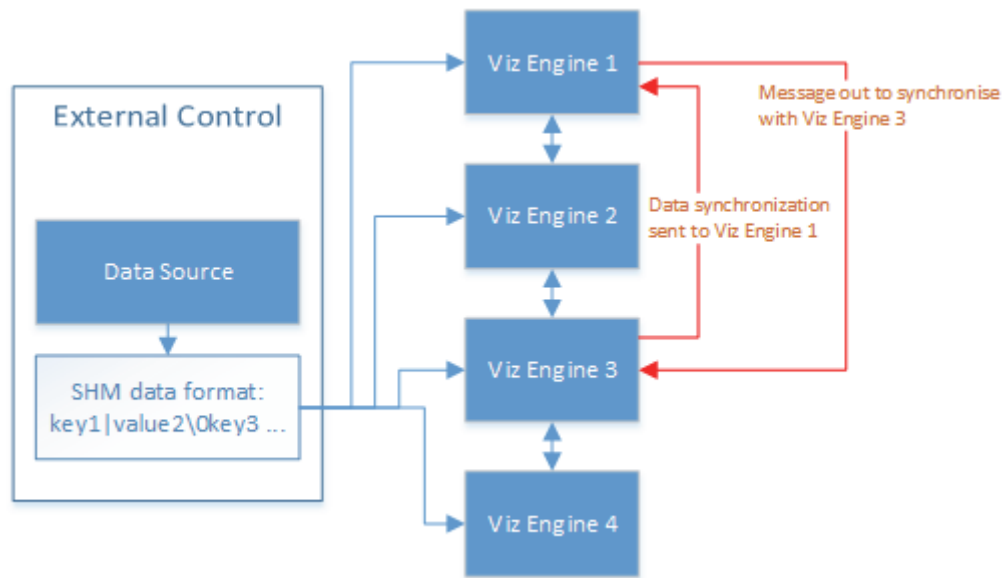 External Control
Data Source
SHM data format:
key1|value2\0key3 ...
Viz Engine 1
Viz Engine 2
Viz Engine 3
Viz Engine 4
Message out to synchronise
with Viz Engine 3
Data synchronization
sent to Viz Engine 1